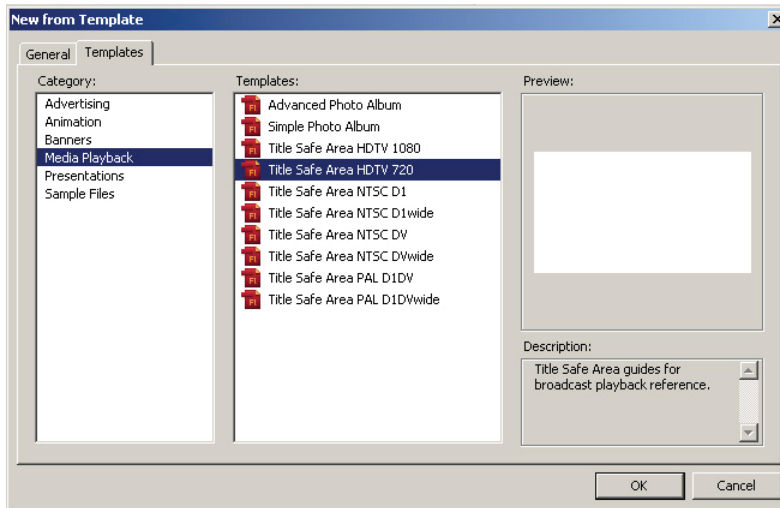 New from Template
General Templates
Category:
Advertising
Animation
Banners
Media Playback
Presentations
Sample Files
Templates:
Advanced Photo Album
Simple Photo Album
Title Safe Area HDTV 1080
Title Safe Area HDTV 720
Title Safe Area NTSC D1
Title Safe Area NTSC D1wide
Title Safe Area NTSC DV
Title Safe Area NTSC DVwide
Title Safe Area PAL D1DV
Title Safe Area PAL D1DVwide
Preview:
Description:
Title Safe Area guides for
broadcast playback reference.
OK Cancel